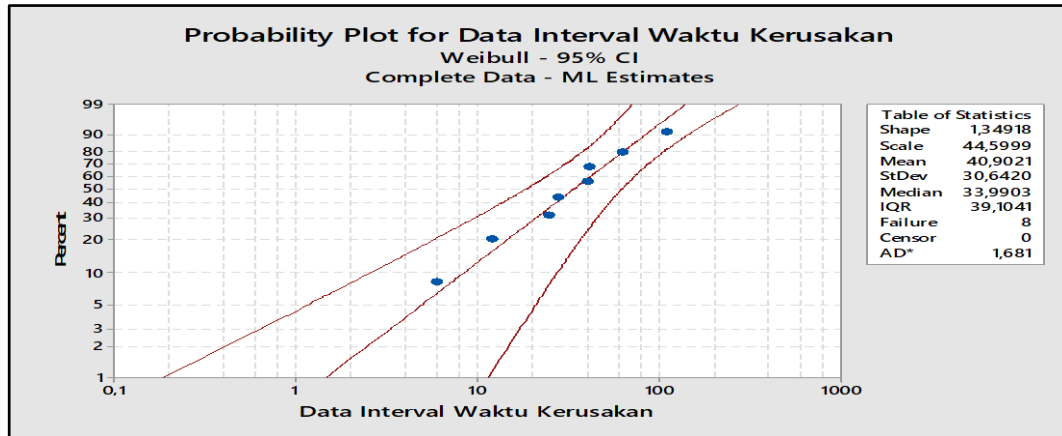 Probability Plot for Data Interval Waktu Kerusakan
Weibull - 95% CI
Complete Data - ML Estimates
99
90
80
70
60
50
40
30
20
10
5
3
2
1
Percent
0,1
1
10
100
1000
Data Interval Waktu Kerusakan
Table of Statistics
Shape 1,34918
Scale 44,5999
Mean 40,9021
StDev 30,6420
Median 33,9903
IQR 39,1041
Failure 8
Censor 0
AD* 1,681